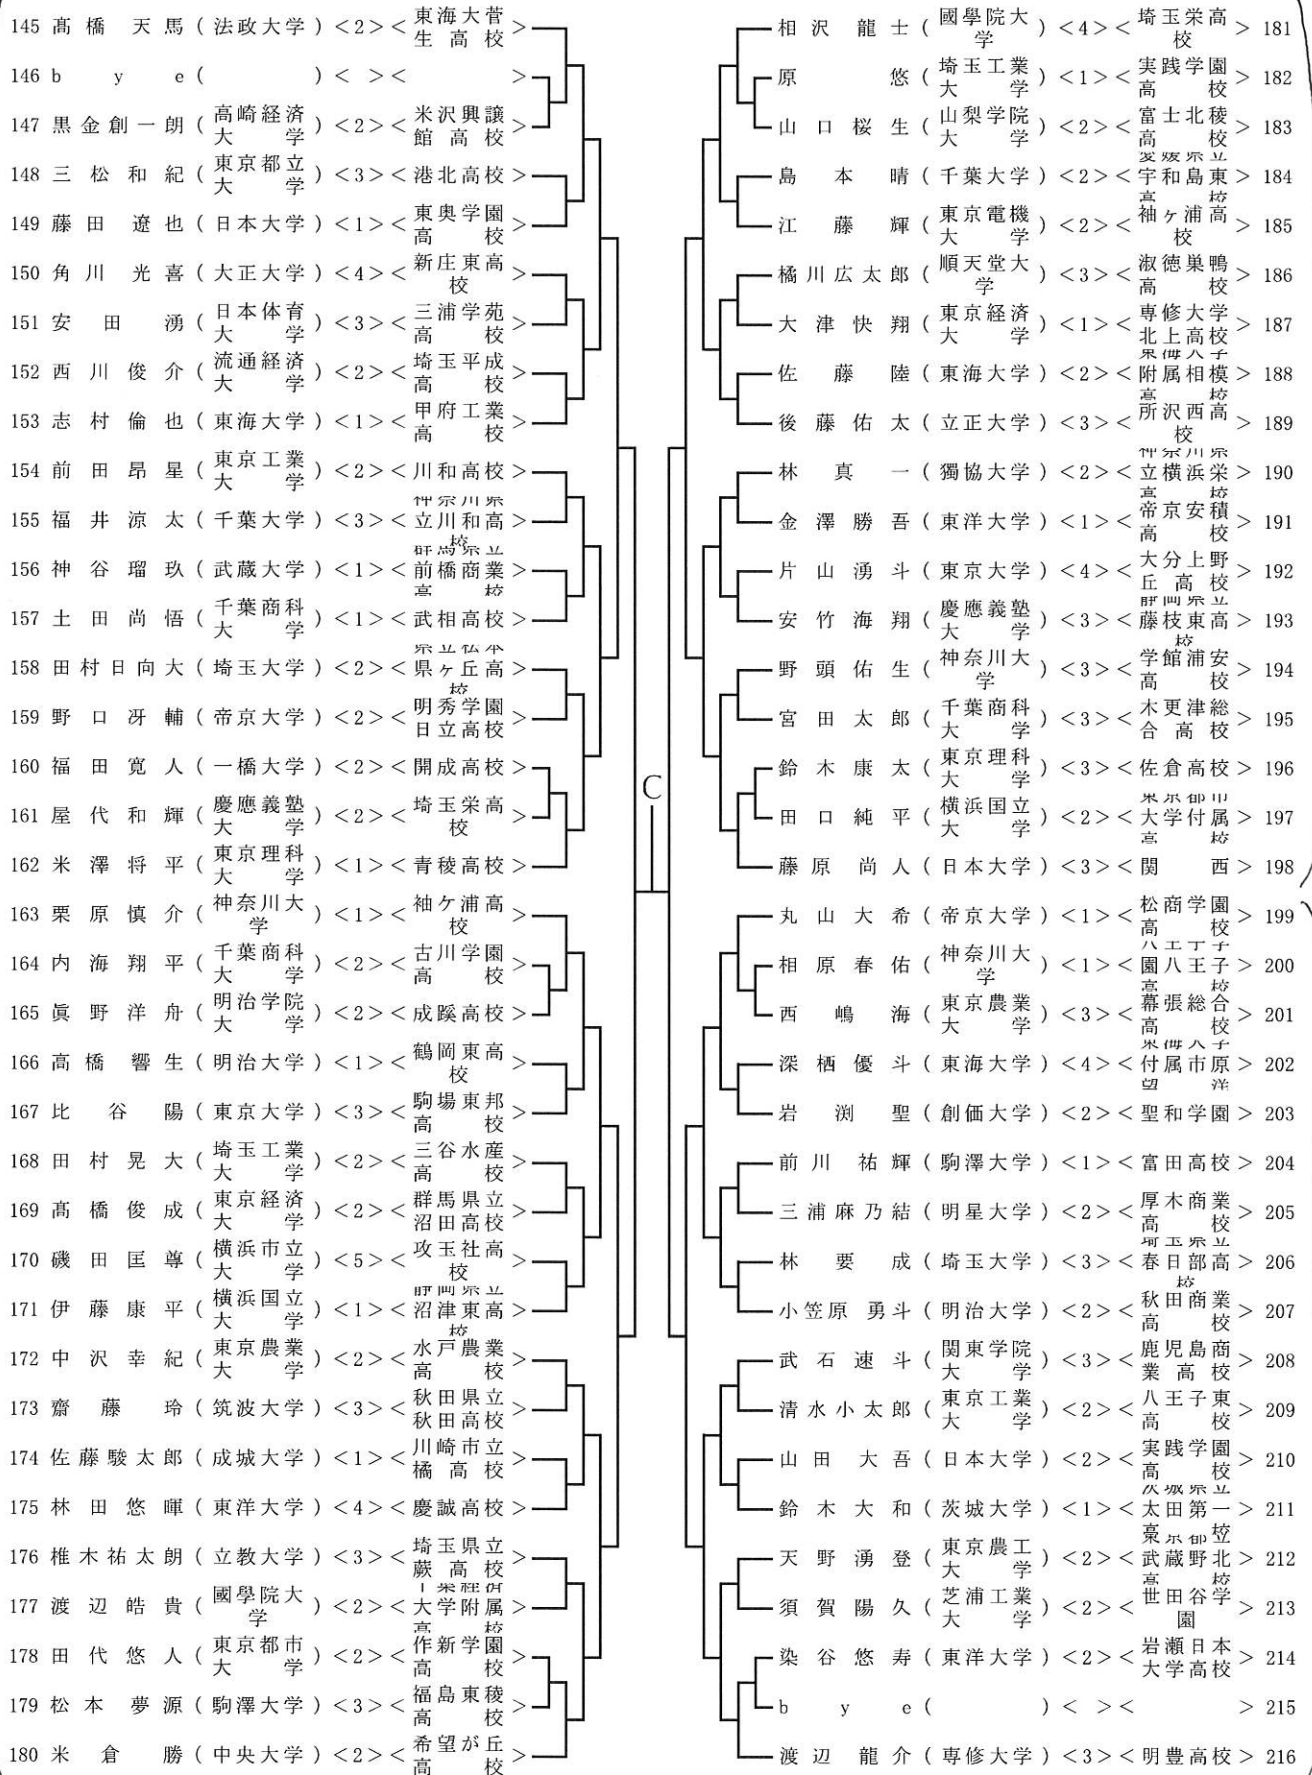 145 髙橋 天馬 (法政大学) <2> <東海大菅生高校>
146 bye ( ) < > < >
147 黒金創一朗 (高崎経済大学) <2> <米沢興譲館高校>
148 三松和紀 (東京都立大学) <3> <港北高校>
149 藤田 遼也 (日本大学) <1> <東奥学園高校>
150 角川 光喜 (大正大学) <4> <新庄東高校>
151 安田 湧 (日本体育大学) <3> <三浦学苑高校>
152 西川俊介 (流通経済大学) <2> <埼玉平成高校>
153 志村倫也 (東海大学) <1> <甲府工業高校>
154 前田昂星 (東京工業大学) <2> <川和高校>
155 福井涼太 (千葉大学) <3> <神奈川県立川和高校>
156 神谷瑠玖 (武蔵大学) <1> <群馬県立前橋商業高校>
157 土田尚悟 (千葉商科大学) <1> <武相高校>
158 田村日向大 (埼玉大学) <2> <県立松本県ヶ丘高校>
159 野口冴輔 (帝京大学) <2> <明秀学園日立高校>
160 福田寛人 (一橋大学) <2> <開成高校>
161 屋代和輝 (慶應義塾大学) <2> <埼玉栄高校>
162 米澤将平 (東京理科大学) <1> <青稜高校>
163 栗原慎介 (神奈川大学) <1> <袖ケ浦高校>
164 内海翔平 (千葉商科大学) <2> <古川学園高校>
165 眞野洋舟 (明治学院大学) <2> <成蹊高校>
166 高橋 響生 (明治大学) <1> <鶴岡東高校>
167 比谷 陽 (東京大学) <3> <駒場東邦高校>
168 田村晃大 (埼玉工業大学) <2> <三谷水産高校>
169 髙橋俊成 (東京経済大学) <2> <群馬県立沼田高校>
170 磯田匡尊 (横浜市立大学) <5> <攻玉社高校>
171 伊藤康平 (横浜国立大学) <1> <静岡県立沼津東高校>
172 中沢幸紀 (東京農業大学) <2> <水戸農業高校>
173 齋藤 玲 (筑波大学) <3> <秋田県立秋田高校>
174 佐藤駿太郎 (成城大学) <1> <川崎市立橘高校>
175 林田悠暉 (東洋大学) <4> <慶誠高校>
176 椎木祐太朗 (立教大学) <3> <埼玉県立蕨高校>
177 渡辺皓貴 (國學院大学) <2> <千葉経済大学附属高校>
178 田代悠人 (東京都市大学) <2> <作新学園高校>
179 松本 夢源 (駒澤大学) <3> <福島東稜高校>
180 米倉 勝 (中央大学) <2> <希望が丘高校>
C
相沢 龍士 (國學院大学) <4> <埼玉栄高校> 181
原 悠 (埼玉工業大学) <1> <実践学園高校> 182
山口桜生 (山梨学院大学) <2> <富士北稜高校> 183
島本 晴 (千葉大学) <2> <愛媛県立宇和島東高校> 184
江藤 輝 (東京電機大学) <2> <袖ヶ浦高校> 185
橘川広太郎 (順天堂大学) <3> <淑徳巣鴨高校> 186
大津快翔 (東京経済大学) <1> <専修大学北上高校> 187
佐藤 陸 (東海大学) <2> <東海大学附属相模高校> 188
後藤佑太 (立正大学) <3> <所沢西高校> 189
林 真一 (獨協大学) <2> <神奈川県立横浜栄高校> 190
金澤勝吾 (東洋大学) <1> <帝京安積高校> 191
片山湧斗 (東京大学) <4> <大分上野丘高校> 192
安竹海翔 (慶應義塾大学) <3> <静岡県立藤枝東高校> 193
野頭佑生 (神奈川大学) <3> <学館浦安高校> 194
宮田太郎 (千葉商科大学) <3> <木更津総合高校> 195
鈴木康太 (東京理科大学) <3> <佐倉高校> 196
田口純平 (横浜国立大学) <2> <東京都市大学付属高校> 197
藤原 尚人 (日本大学) <3> <関西> 198
丸山大希 (帝京大学) <1> <松商学園高校> 199
相原春佑 (神奈川大学) <1> <八王子学園八王子高校> 200
西嶋 海 (東京農業大学) <3> <幕張総合高校> 201
深栖優斗 (東海大学) <4> <東海大学付属市原望洋> 202
岩渕 聖 (創価大学) <2> <聖和学園> 203
前川 祐輝 (駒澤大学) <1> <富田高校> 204
三浦麻乃結 (明星大学) <2> <厚木商業高校> 205
林 要成 (埼玉大学) <3> <埼玉県立春日部高校> 206
小笠原 勇斗 (明治大学) <2> <秋田商業高校> 207
武石速斗 (関東学院大学) <3> <鹿児島商業高校> 208
清水小太郎 (東京工業大学) <2> <八王子東高校> 209
山田 大吾 (日本大学) <2> <実践学園高校> 210
鈴木大和 (茨城大学) <1> <茨城県立太田第一高校> 211
天野湧登 (東京農工大学) <2> <東京都立武蔵野北高校> 212
須賀陽久 (芝浦工業大学) <2> <世田谷学園> 213
染谷悠寿 (東洋大学) <2> <岩瀬日本大学高校> 214
bye ( ) < > < > 215
渡辺 龍介 (専修大学) <3> <明豊高校> 216